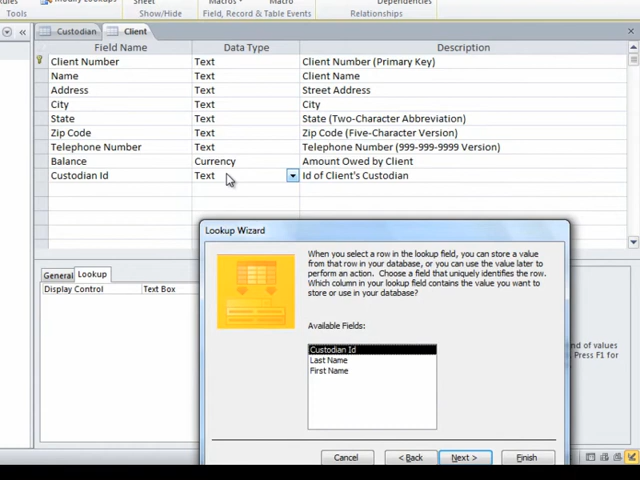 Tools
Show/Hide
Field, Record & Table Events
Relationships
Custodian
Client
Field Name Data Type Description
Client Number Text Client Number (Primary Key)
Name Text Client Name
Address Text Street Address
City Text City
State Text State (Two-Character Abbreviation)
Zip Code Text Zip Code (Five-Character Version)
Telephone Number Text Telephone Number (999-999-9999 Version)
Balance Currency Amount Owed by Client
Custodian Id Text Id of Client's Custodian
Lookup Wizard
When you select a row in the lookup field, you can store a value
from that row in your database, or you can use the value later to
perform an action. Choose a field that uniquely identifies the row.
Which column in your lookup field contains the value you want to
store or use in your database?
Available Fields:
Custodian Id
Last Name
First Name
Cancel < Back Next > Finish
General Lookup
Display Control Text Box
nd of values
Press F1 for